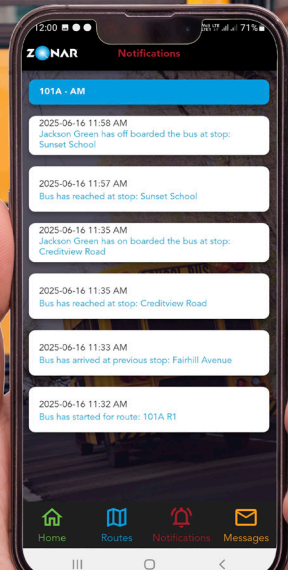 12:00
71%
ZONAR
Notifications
101A - AM
2025-06-16 11:58 AM
Jackson Green has off boarded the bus at stop:
Sunset School
2025-06-16 11:57 AM
Bus has reached at stop: Sunset School
2025-06-16 11:35 AM
Jackson Green has on boarded the bus at stop:
Creditview Road
2025-06-16 11:35 AM
Bus has reached at stop: Creditview Road
2025-06-16 11:33 AM
Bus has arrived at previous stop: Fairhill Avenue
2025-06-16 11:32 AM
Bus has started for route: 101A R1
Home
Routes
Notifications
Messages